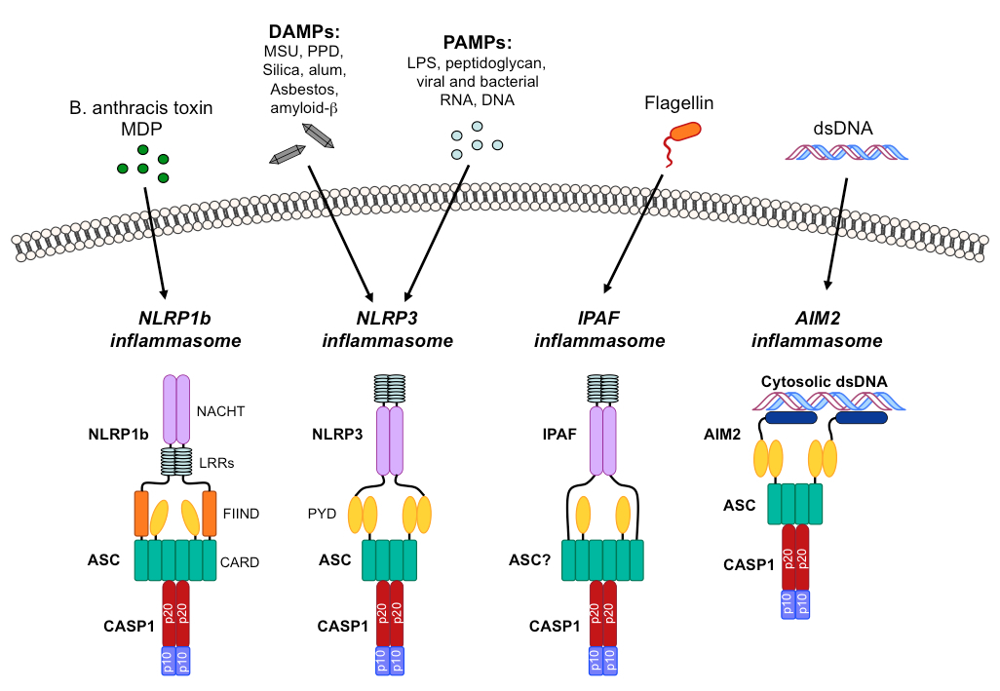 DAMPs:
MSU, PPD,
Silica, alum,
Asbestos,
amyloid-β
PAMPs:
LPS, peptidoglycan,
viral and bacterial
RNA, DNA
B. anthracis toxin
MDP
Flagellin
dsDNA
NLRP1b
inflammasome
NLRP3
inflammasome
IPAF
inflammasome
AIM2
inflammasome
NLRP1b
NACHT
LRRs
FIIND
ASC
CARD
CASP1
p20
p20
p10
p10
NLRP3
PYD
ASC
CASP1
p20
p20
p10
p10
IPAF
ASC?
CASP1
p20
p20
p10
p10
Cytosolic dsDNA
AIM2
ASC
CASP1
p20
p20
p10
p10